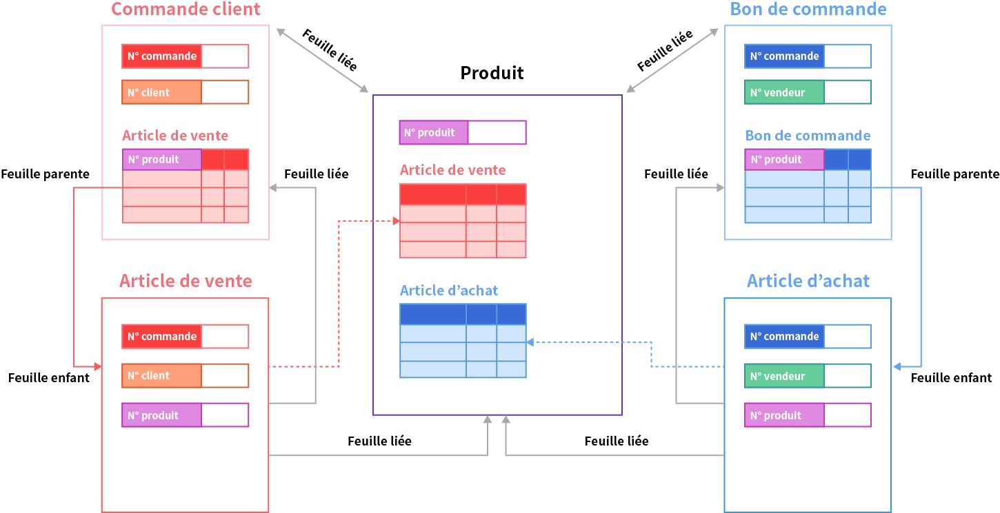 Commande client
N° commande
N° client
Article de vente
N° produit
Feuille parente
Feuille liée
Feuille liée
Article de vente
N° commande
N° client
N° produit
Feuille enfant
Feuille liée
Produit
N° produit
Article de vente
Article d'achat
Feuille liée
Bon de commande
N° commande
N° vendeur
Bon de commande
N° produit
Feuille liée
Feuille parente
Article d'achat
N° commande
N° vendeur
N° produit
Feuille enfant
Feuille liée